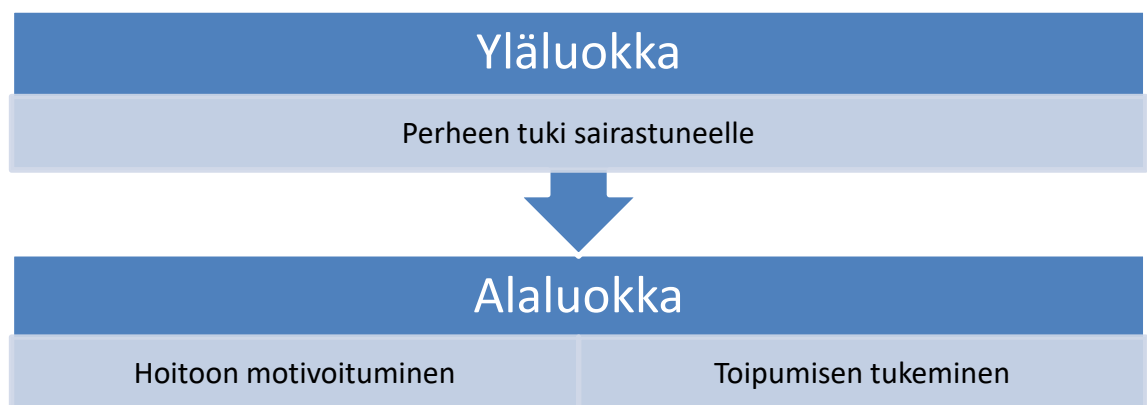 Yläluokka
Perheen tuki sairastuneelle
Alaluokka
Hoitoon motivoituminen
Toipumisen tukeminen